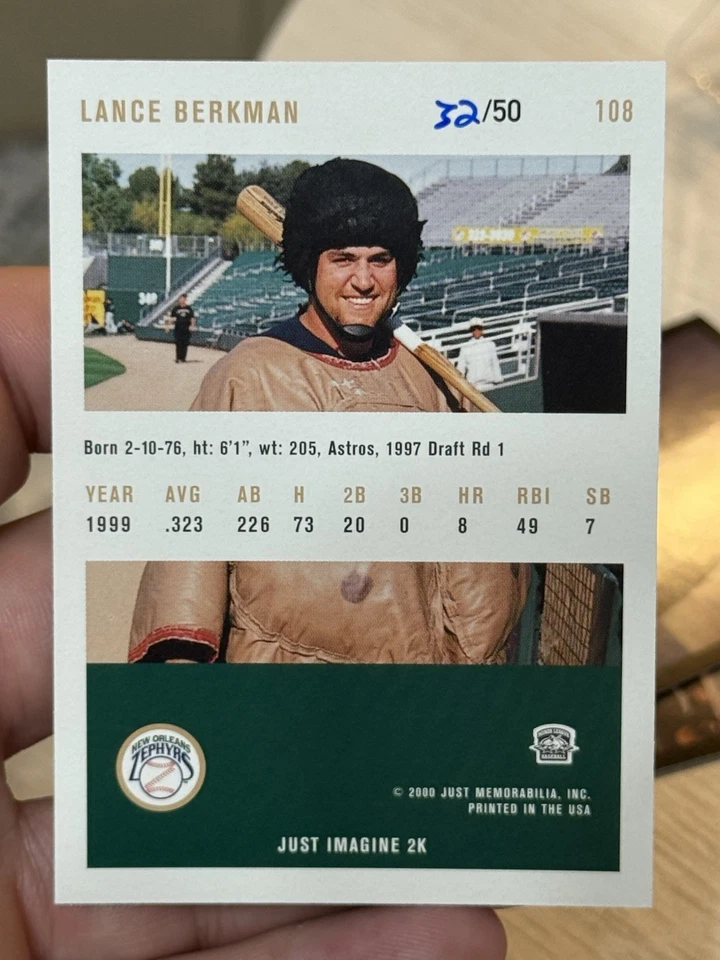 LANCE BERKMAN 32/50 108
340
Born 2-10-76, ht: 6'1", wt: 205, Astros, 1997 Draft Rd 1
YEAR AVG AB H 2B 3B HR RBI SB
1999 .323 226 73 20 0 8 49 7
NEW ORLEANS
ZEPHYRS
BASEBALL
© 2000 JUST MEMORABILIA, INC.
PRINTED IN THE USA
JUST IMAGINE 2K